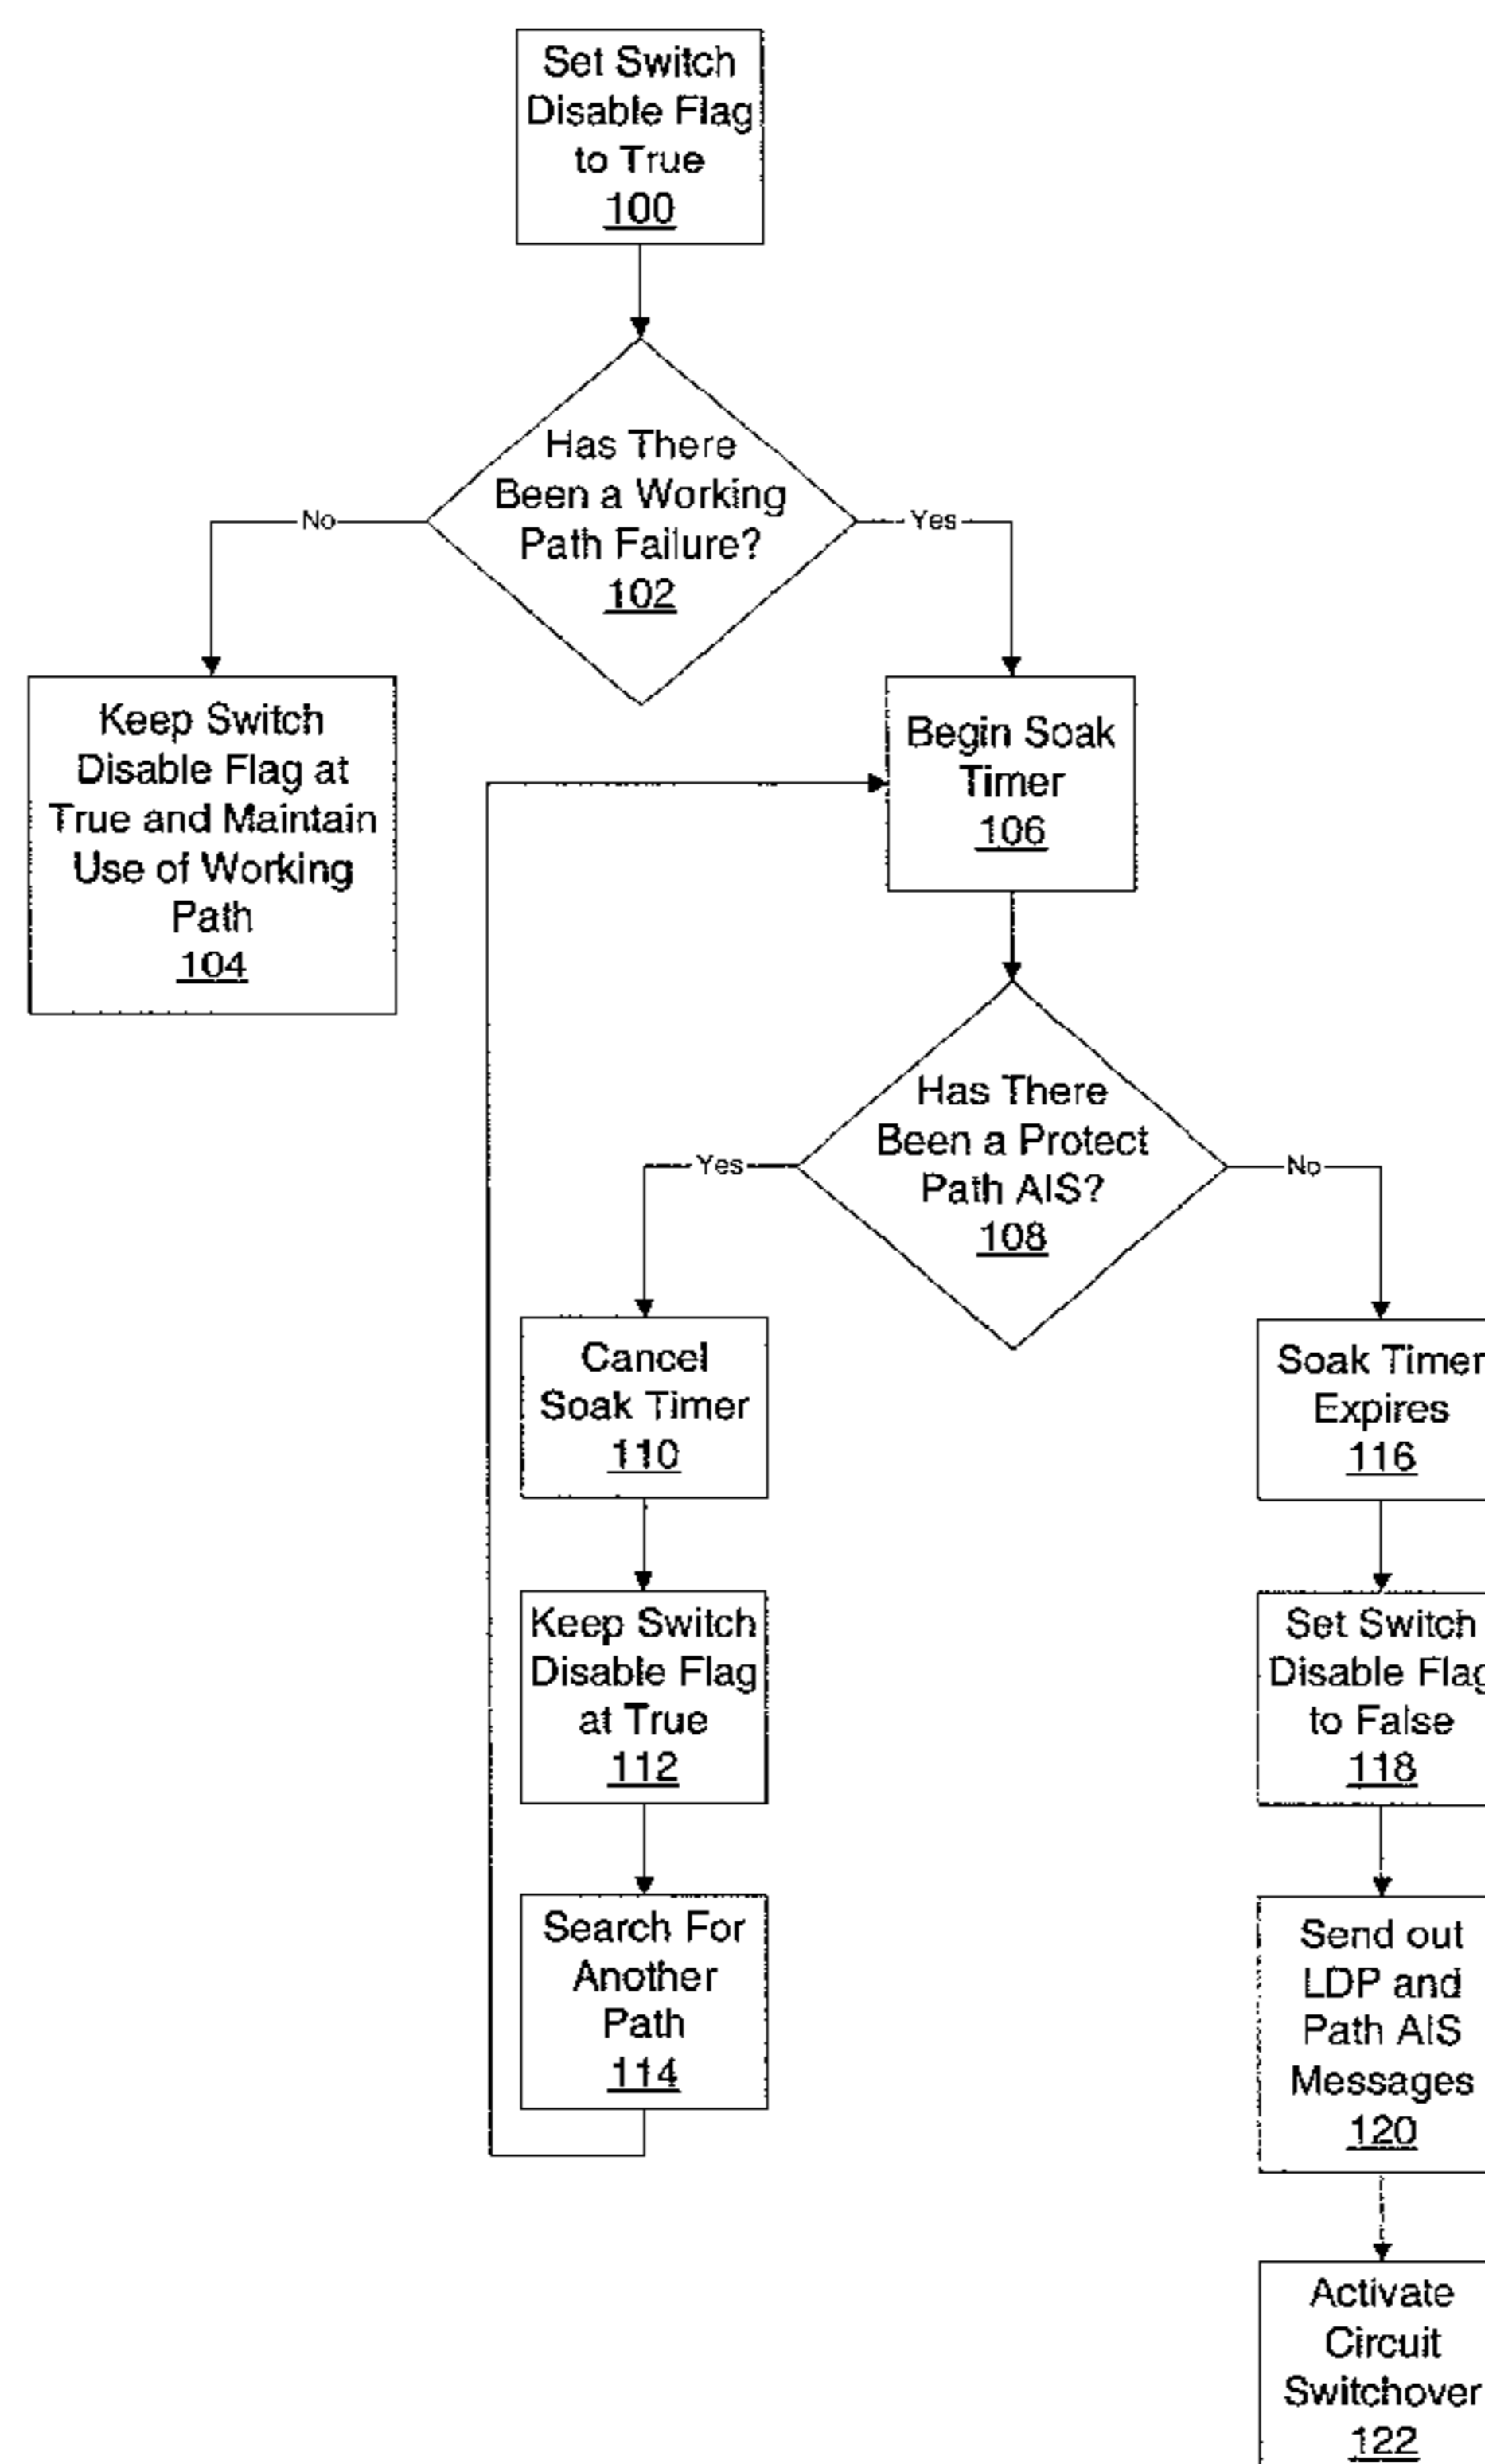 Set Switch
Disable Flag
to True
100
Has There
Been a Working
Path Failure?
102
No
Yes
Keep Switch
Disable Flag at
True and Maintain
Use of Working
Path
104
Begin Soak
Timer
106
Has There
Been a Protect
Path AIS?
108
Yes
No
Cancel
Soak Timer
110
Soak Timer
Expires
116
Keep Switch
Disable Flag
at True
112
Set Switch
Disable Flag
to False
118
Search For
Another
Path
114
Send out
LDP and
Path AIS
Messages
120
Activate
Circuit
Switchover
122